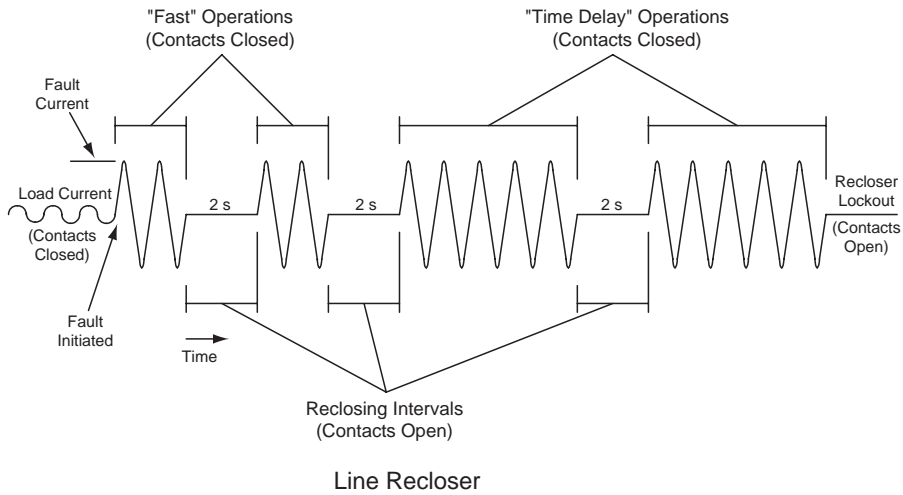 "Fast" Operations
(Contacts Closed)
"Time Delay" Operations
(Contacts Closed)
Fault
Current
Load Current
(Contacts
Closed)
2 s
2 s
2 s
Recloser
Lockout
(Contacts
Open)
Fault
Initiated
Time
Reclosing Intervals
(Contacts Open)
Line Recloser